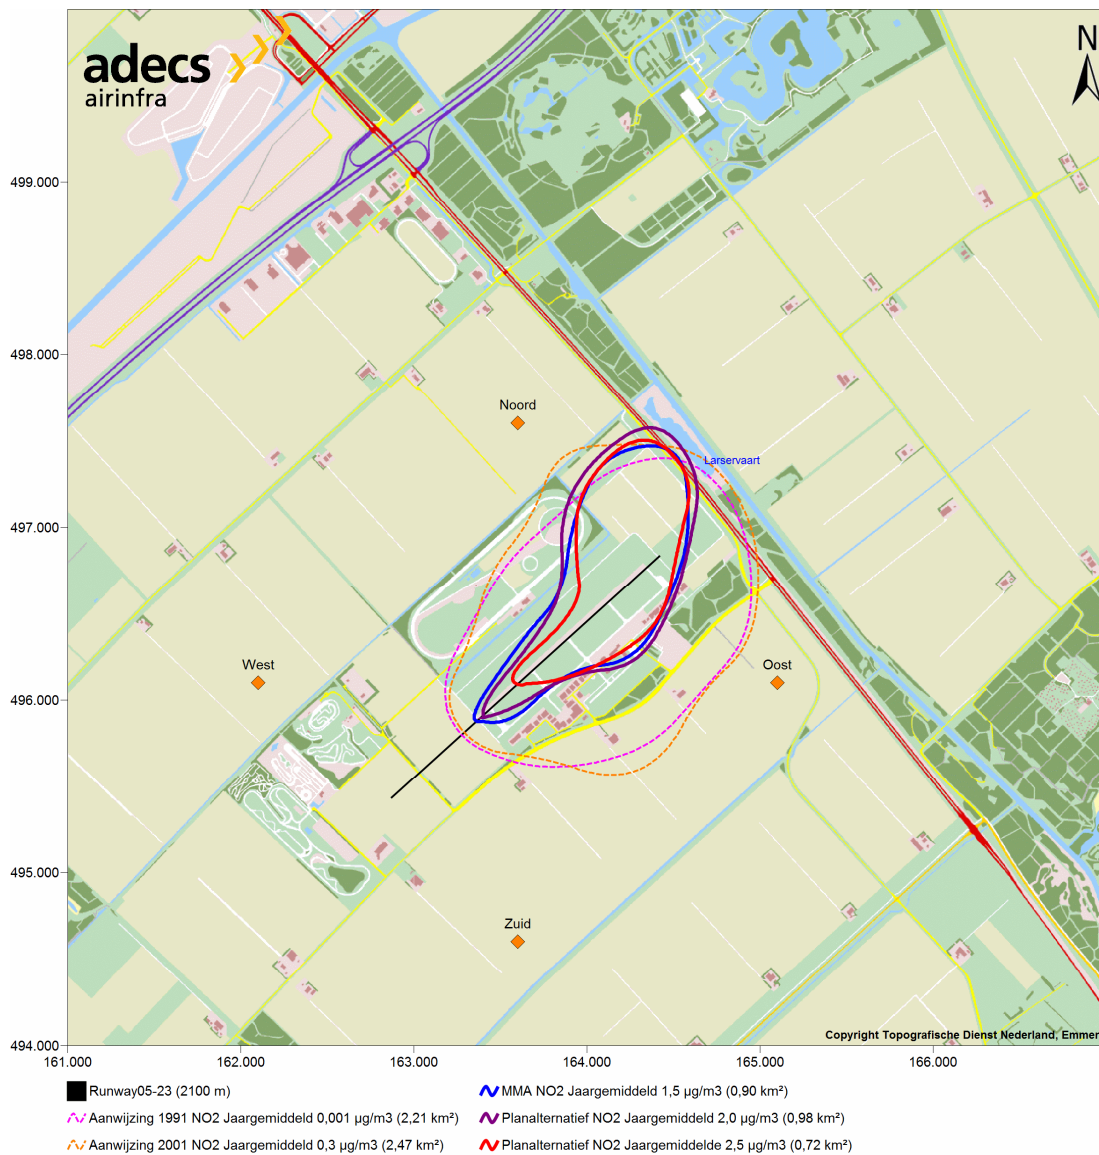 adecs
airinfra
N
499.000
498.000
Noord
Larservaart
497.000
West
Oost
496.000
495.000
Zuid
494.000
Copyright Topografische Dienst Nederland, Emmen
161.000 162.000 163.000 164.000 165.000 166.000
Runway05-23 (2100 m)
MMA NO2 Jaargemiddeld 1,5 µg/m3 (0,90 km²)
Aanwijzing 1991 NO2 Jaargemiddeld 0,001 µg/m3 (2,21 km²)
Planalternatief NO2 Jaargemiddeld 2,0 µg/m3 (0,98 km²)
Aanwijzing 2001 NO2 Jaargemiddeld 0,3 µg/m3 (2,47 km²)
Planalternatief NO2 Jaargemiddelde 2,5 µg/m3 (0,72 km²)